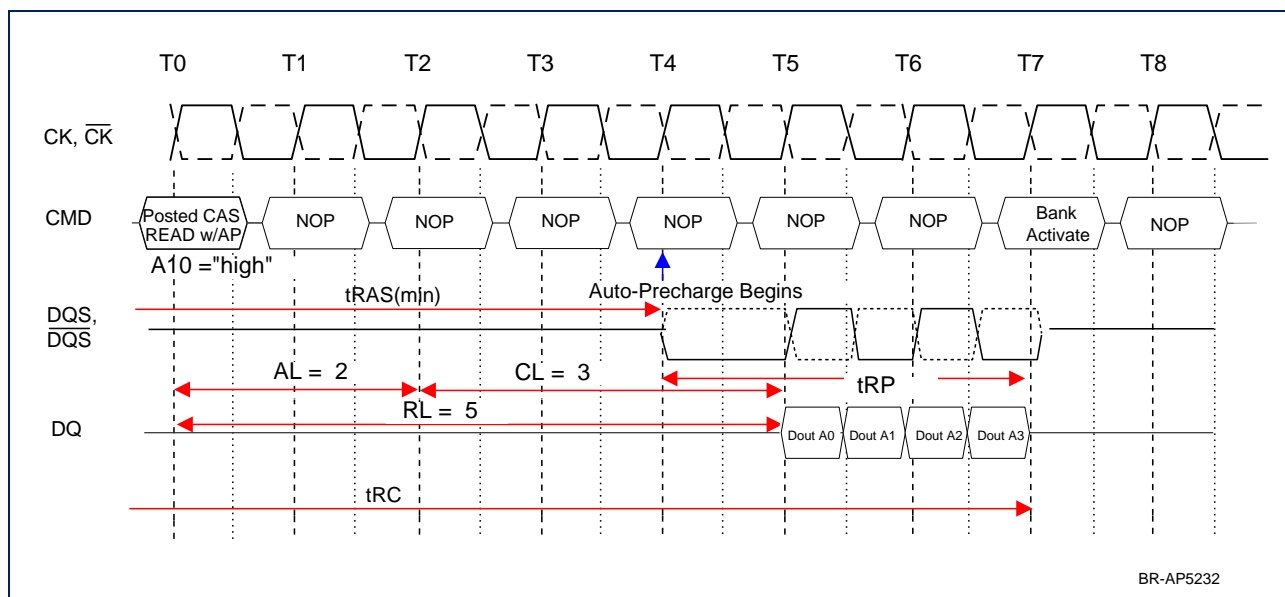 T0 T1 T2 T3 T4 T5 T6 T7 T8
CK, C̅K̅
CMD
Posted CAS
READ w/AP
NOP
NOP
NOP
NOP
NOP
NOP
Bank
Activate
NOP
A10 ="high"
tRAS(min)
Auto-Precharge Begins
DQS,
D̅Q̅S̅
AL = 2
CL = 3
tRP
RL = 5
DQ
Dout A0
Dout A1
Dout A2
Dout A3
tRC
BR-AP5232